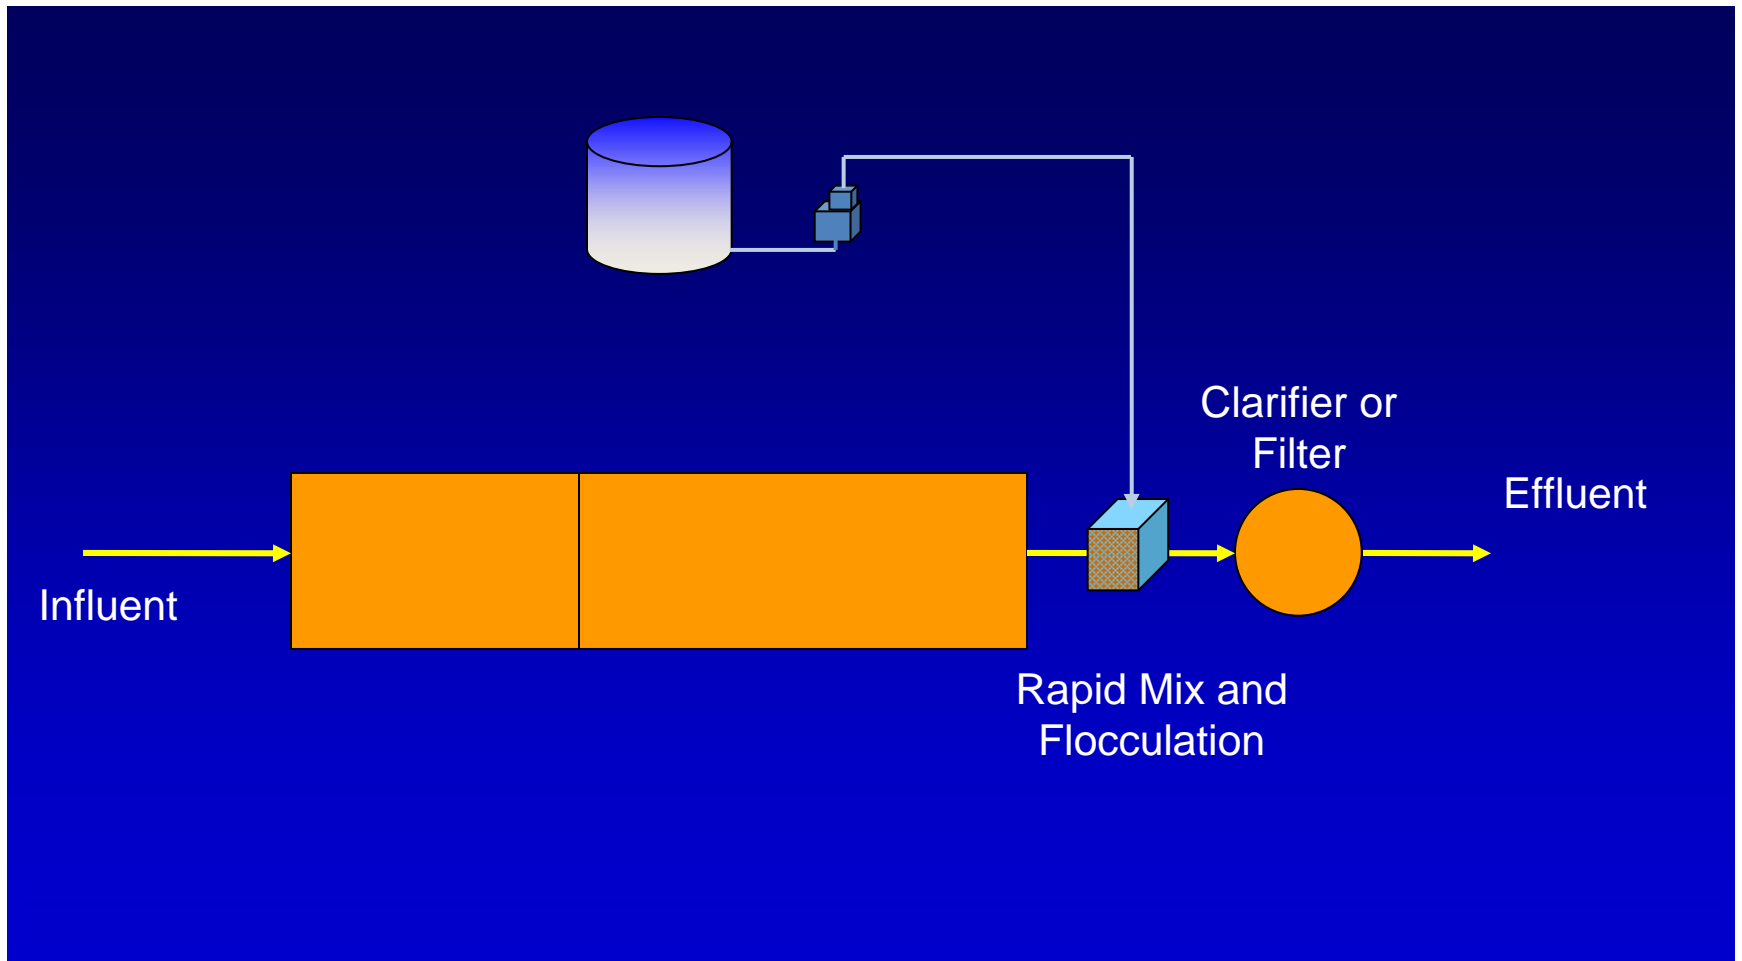 Clarifier or
Filter
Effluent
Influent
Rapid Mix and
Flocculation